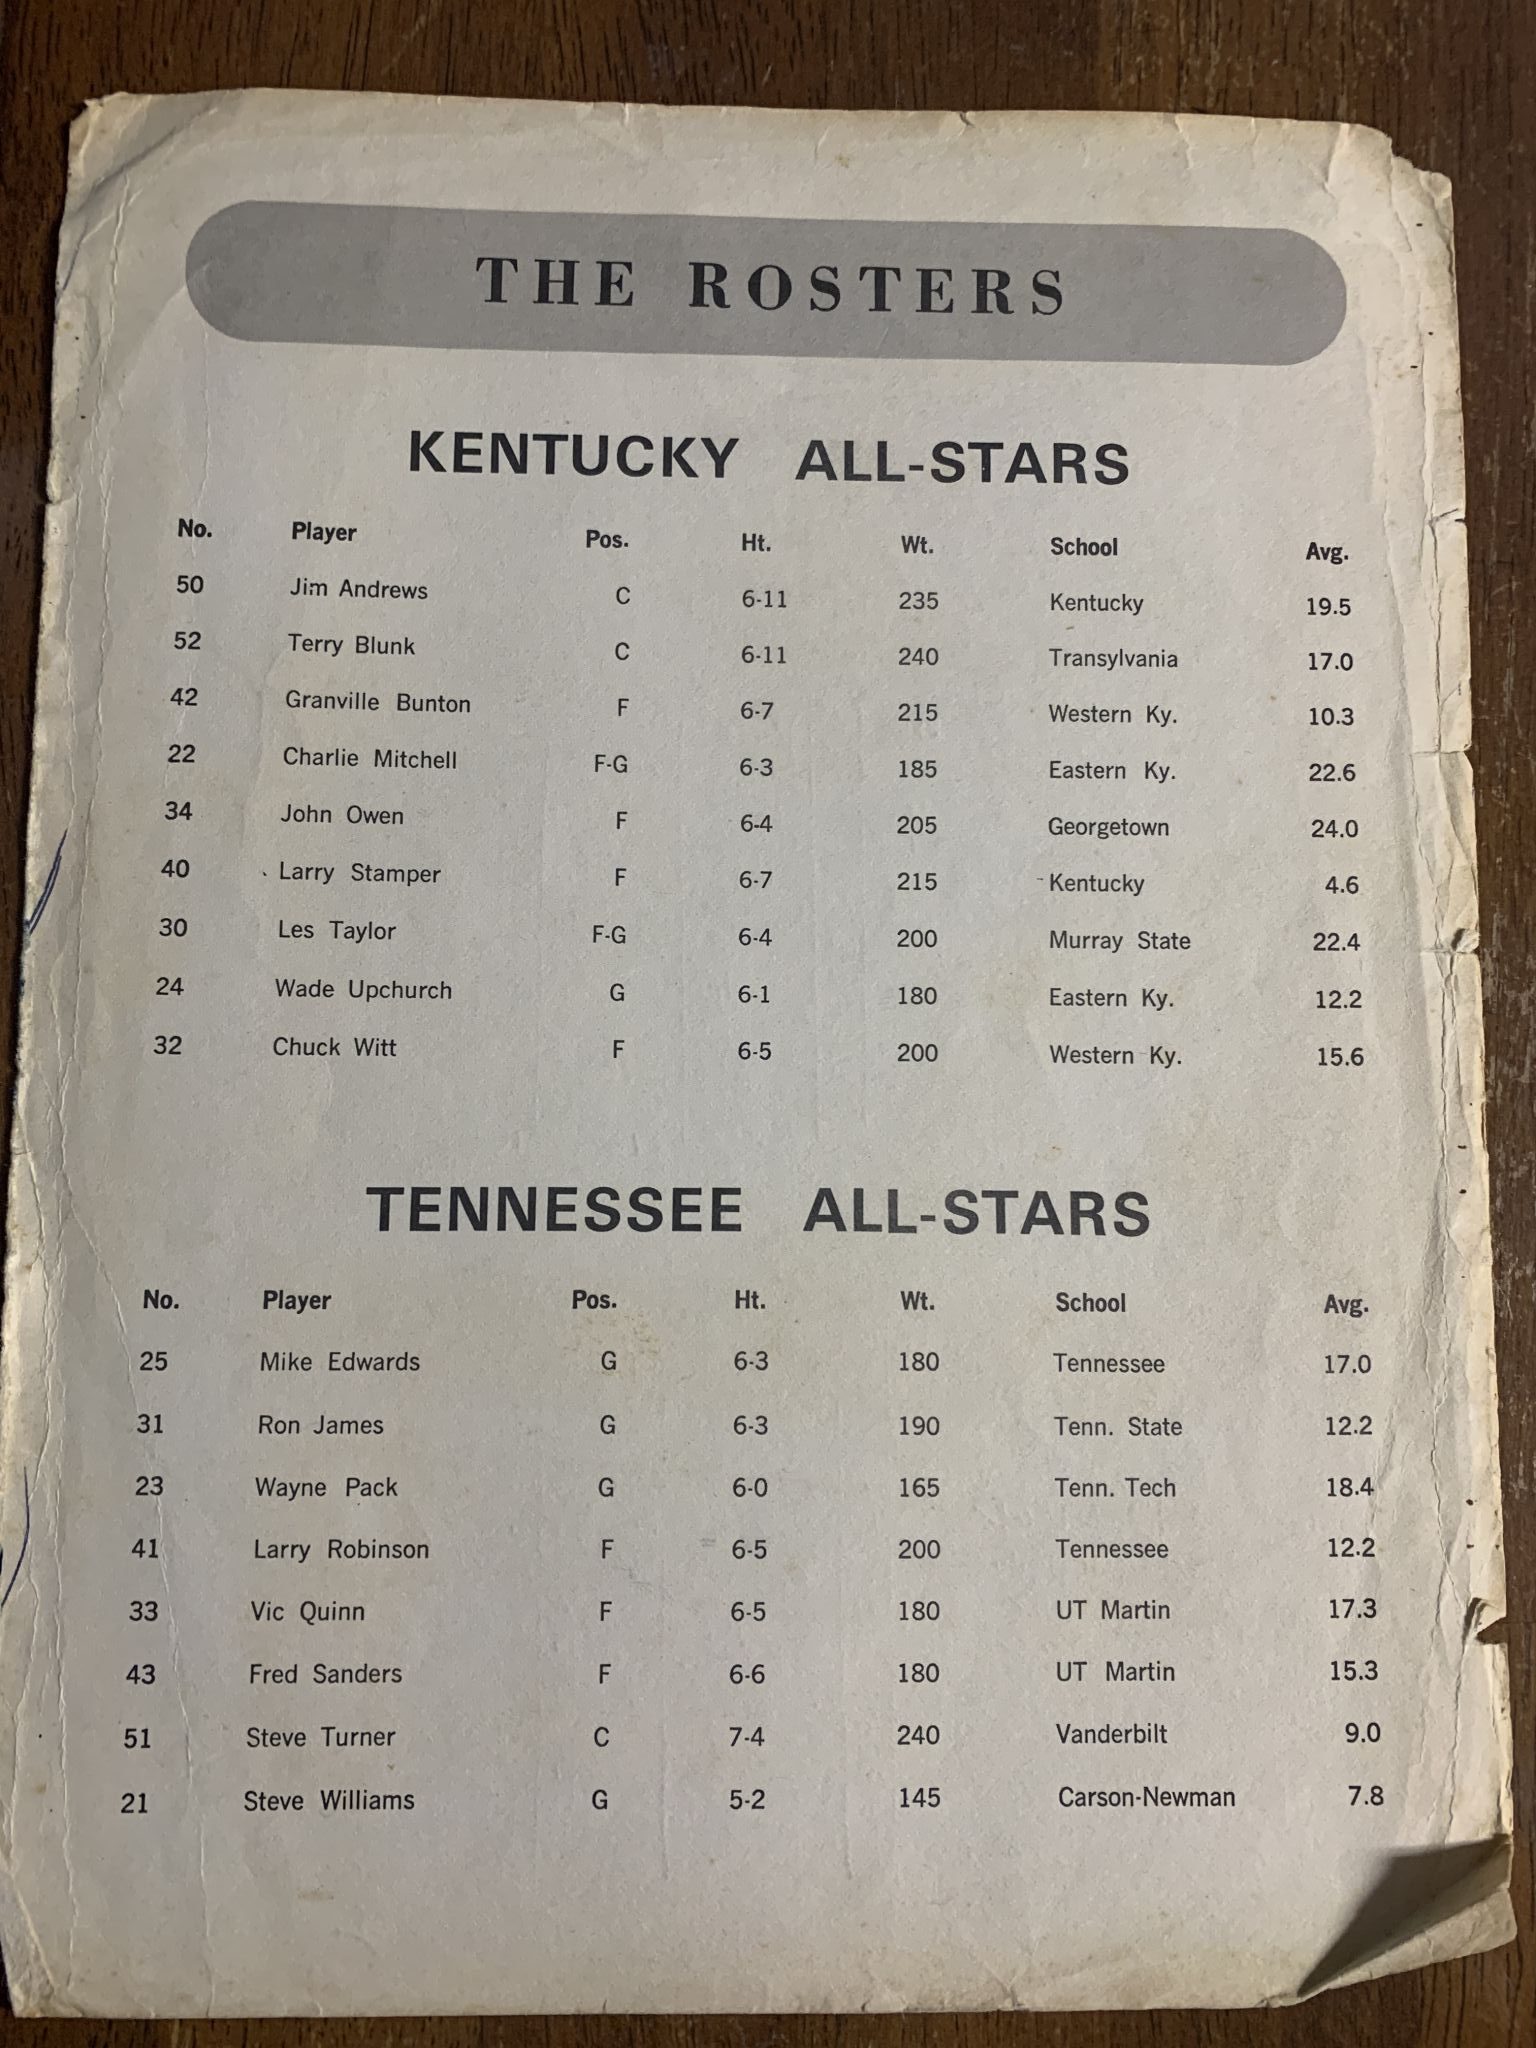 THE ROSTERS
KENTUCKY ALL-STARS
No. Player Pos. Ht. Wt. School Avg.
50 Jim Andrews C 6-11 235 Kentucky 19.5
52 Terry Blunk C 6-11 240 Transylvania 17.0
42 Granville Bunton F 6-7 215 Western Ky. 10.3
22 Charlie Mitchell F-G 6-3 185 Eastern Ky. 22.6
34 John Owen F 6-4 205 Georgetown 24.0
40 Larry Stamper F 6-7 215 Kentucky 4.6
30 Les Taylor F-G 6-4 200 Murray State 22.4
24 Wade Upchurch G 6-1 180 Eastern Ky. 12.2
32 Chuck Witt F 6-5 200 Western Ky. 15.6
TENNESSEE ALL-STARS
No. Player Pos. Ht. Wt. School Avg.
25 Mike Edwards G 6-3 180 Tennessee 17.0
31 Ron James G 6-3 190 Tenn. State 12.2
23 Wayne Pack G 6-0 165 Tenn. Tech 18.4
41 Larry Robinson F 6-5 200 Tennessee 12.2
33 Vic Quinn F 6-5 180 UT Martin 17.3
43 Fred Sanders F 6-6 180 UT Martin 15.3
51 Steve Turner C 7-4 240 Vanderbilt 9.0
21 Steve Williams G 5-2 145 Carson-Newman 7.8